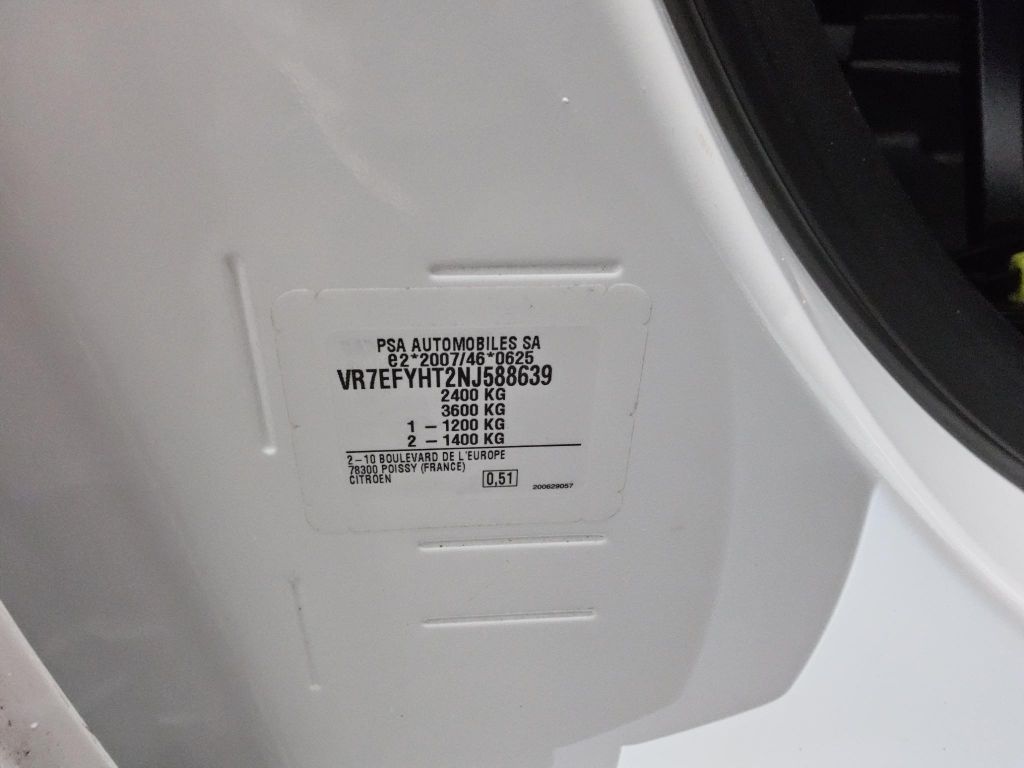 PSA AUTOMOBILES SA
e2*2007/46*0625
VR7EFYHT2NJ588639
2400 KG
3600 KG
1 – 1200 KG
2 – 1400 KG
2–10 BOULEVARD DE L'EUROPE
78300 POISSY (FRANCE)
CITROEN 0,51 200629057